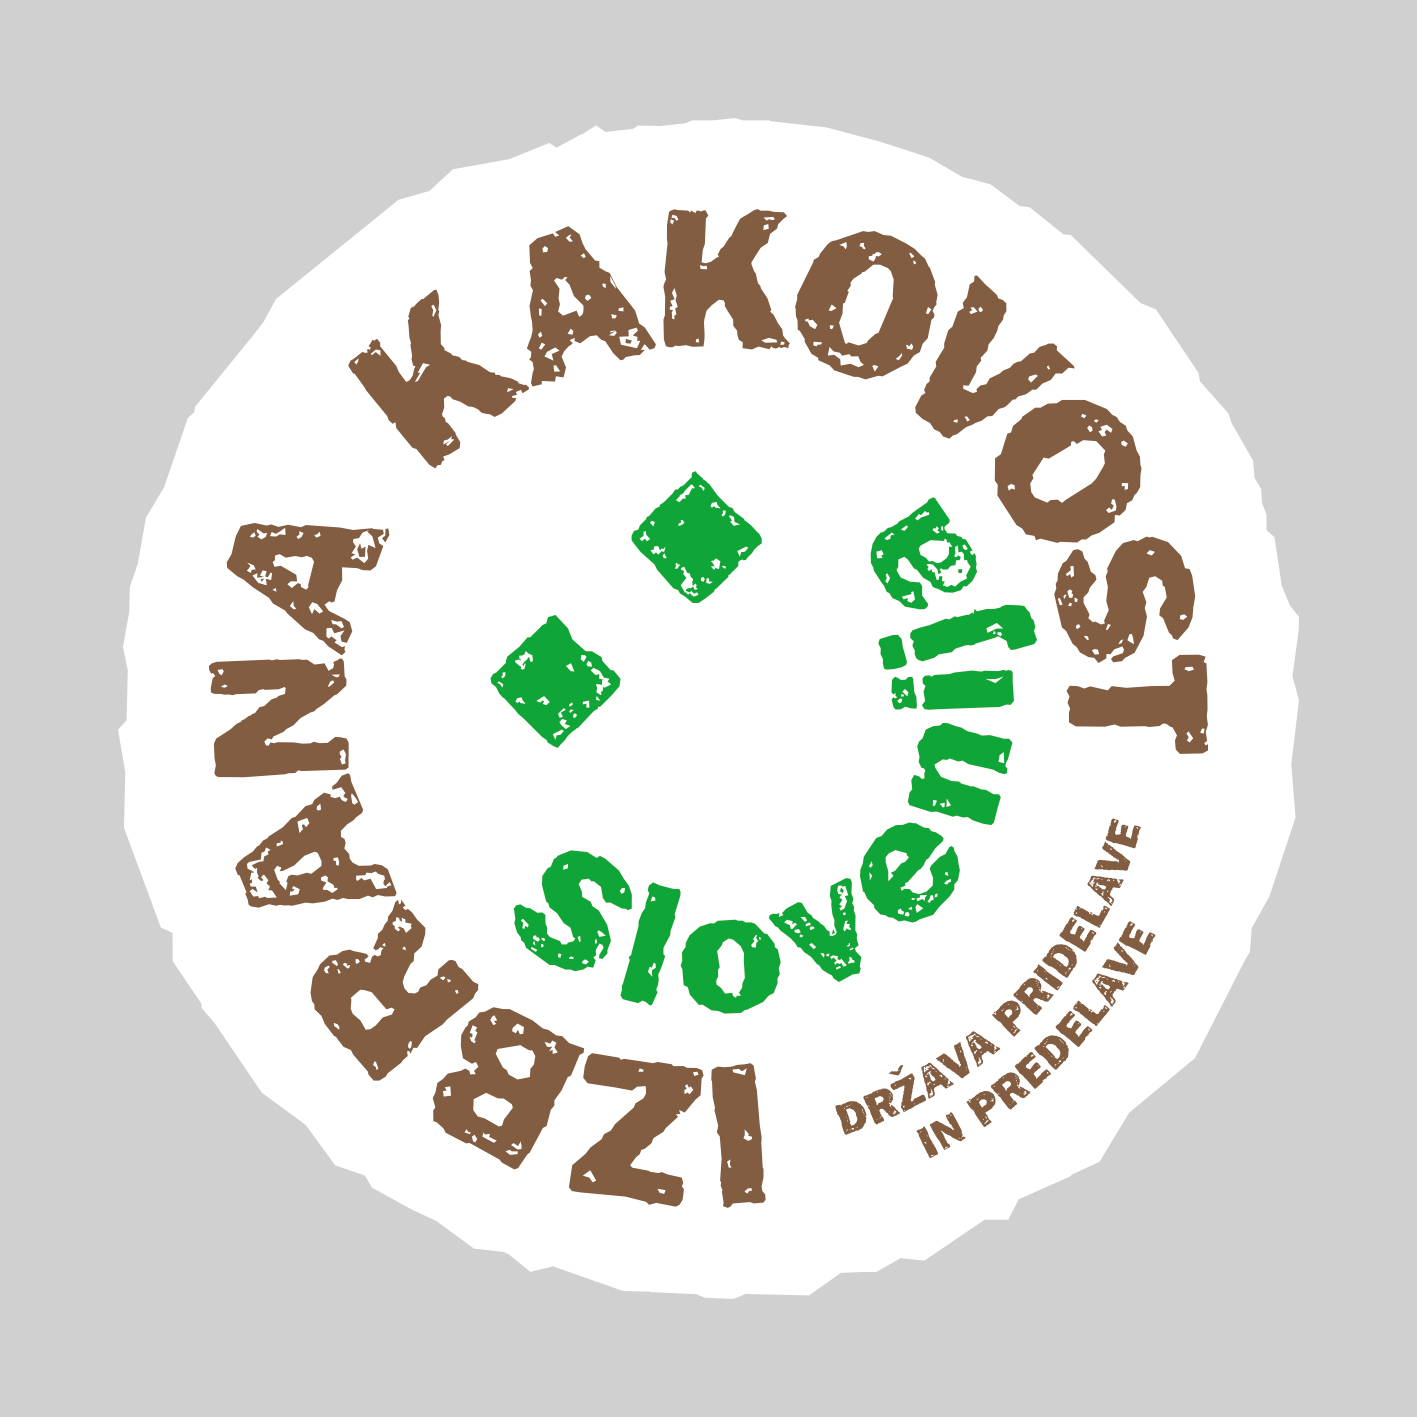 IZBRANA KAKOVOST
Slovenija
DRŽAVA PRIDELAVE
IN PREDELAVE